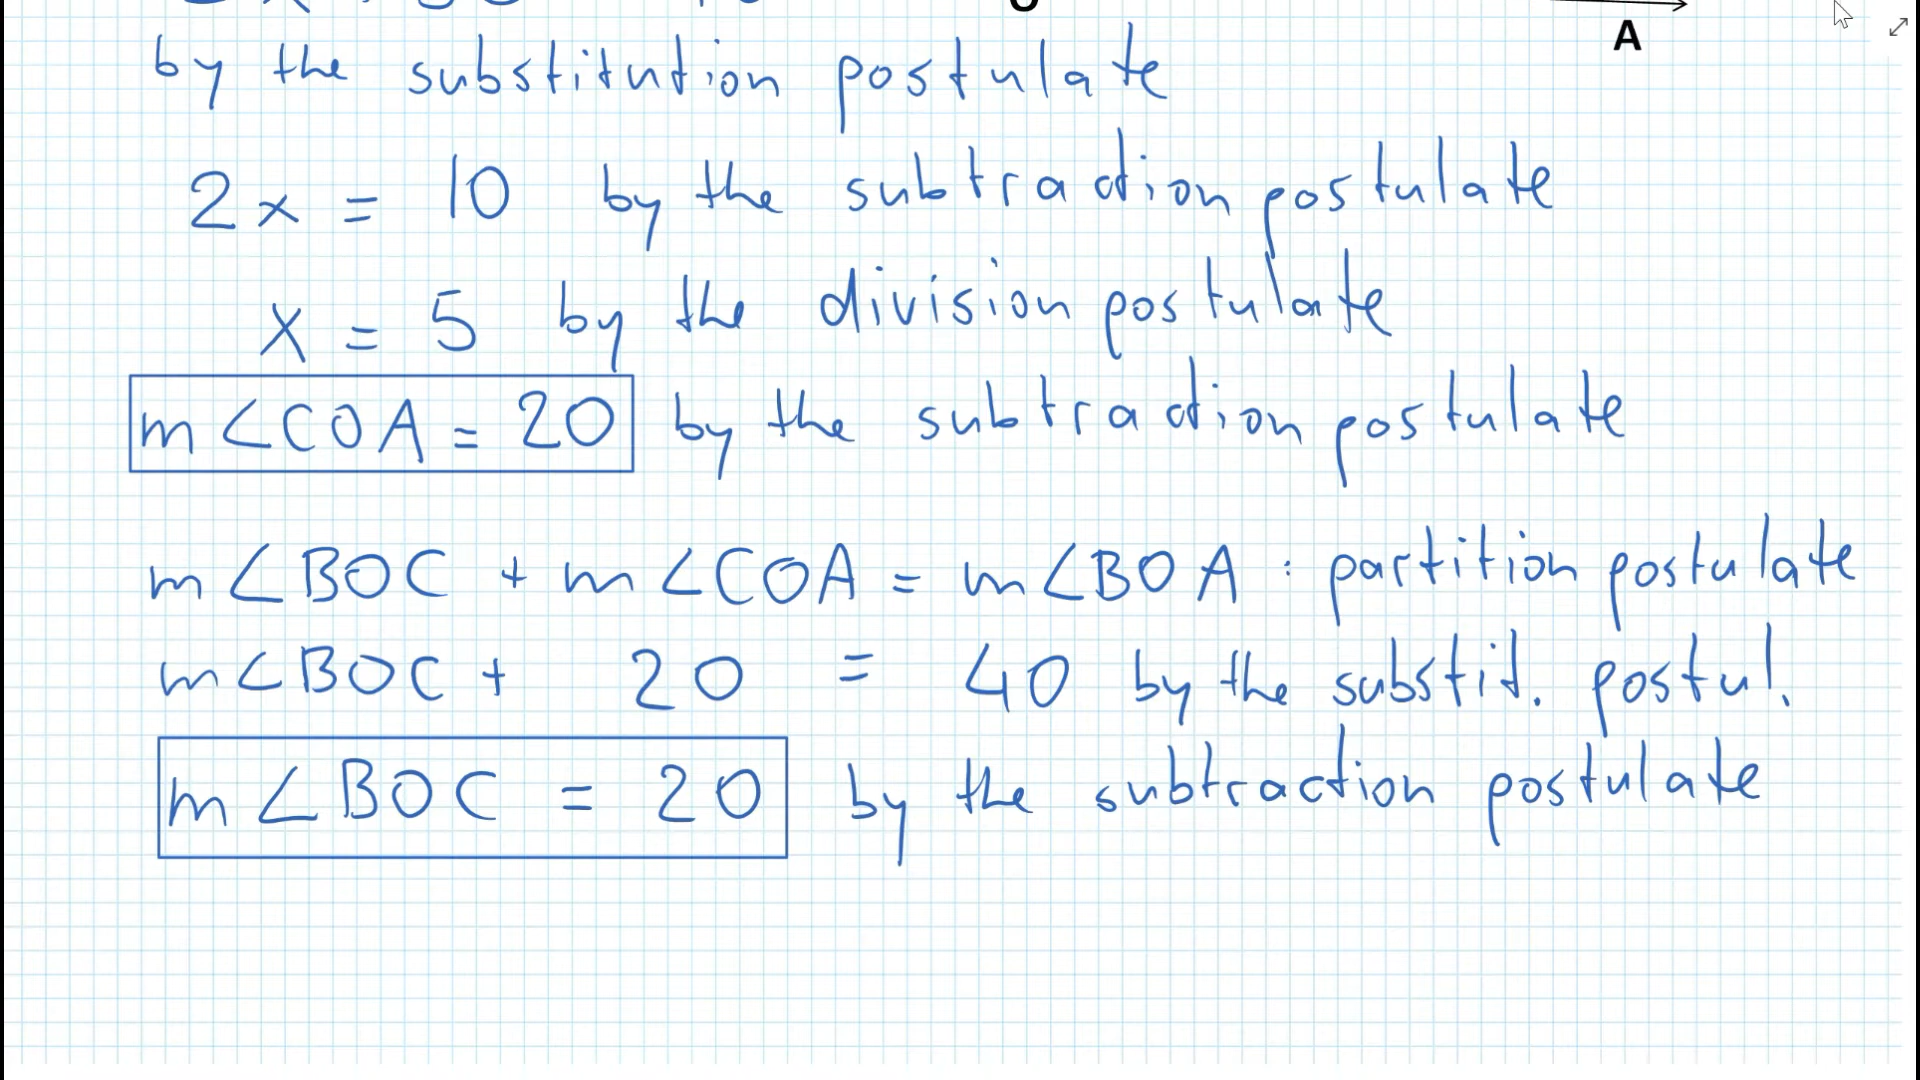 A
by the substitution postulate
2x = 10 by the subtraction postulate
x = 5 by the division postulate
m∠COA = 20 by the subtraction postulate
m∠BOC + m∠COA = m∠BOA : partition postulate
m∠BOC + 20 = 40 by the substit. postul.
m∠BOC = 20 by the subtraction postulate